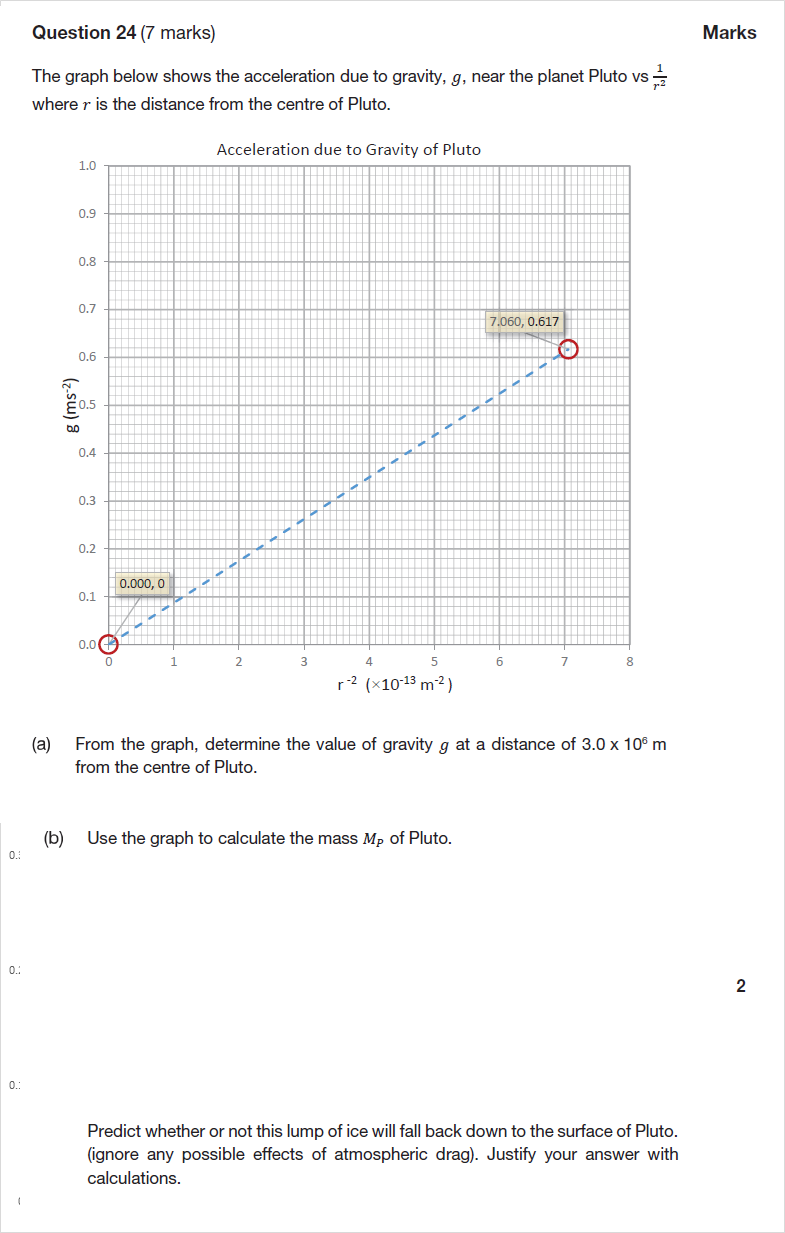 Question 24 (7 marks) Marks
The graph below shows the acceleration due to gravity, g, near the planet Pluto vs 1/r²
where r is the distance from the centre of Pluto.
Acceleration due to Gravity of Pluto
1.0
0.9
0.8
0.7
7.060, 0.617
0.6
g (ms⁻²)
0.5
0.4
0.3
0.2
0.000, 0
0.1
0.0
0 1 2 3 4 5 6 7 8
r⁻² (×10⁻¹³ m⁻²)
(a) From the graph, determine the value of gravity g at a distance of 3.0 x 10⁶ m
from the centre of Pluto.
(b) Use the graph to calculate the mass M_P of Pluto.
2
Predict whether or not this lump of ice will fall back down to the surface of Pluto.
(ignore any possible effects of atmospheric drag). Justify your answer with
calculations.